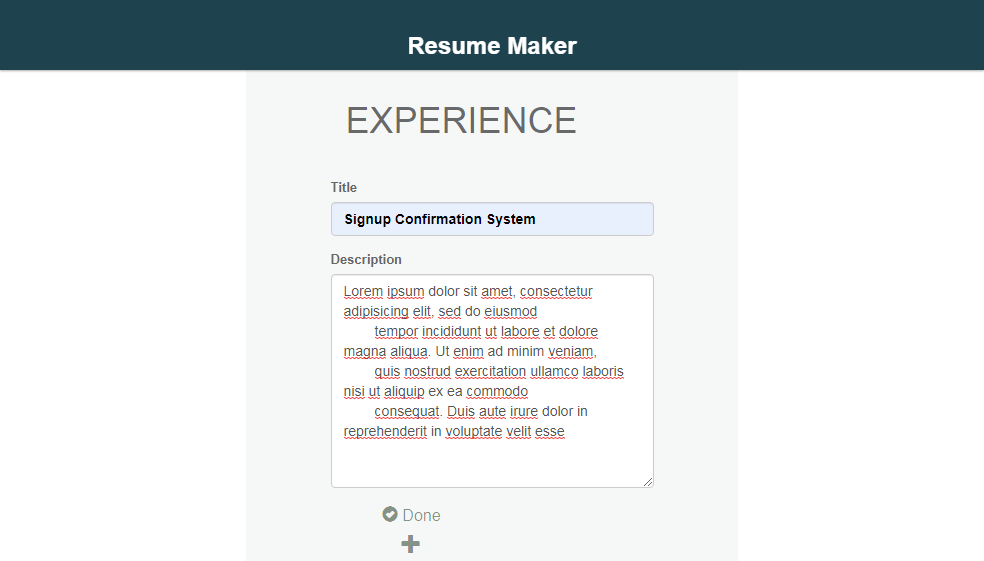 Resume Maker
EXPERIENCE
Title
Signup Confirmation System
Description
Lorem ipsum dolor sit amet, consectetur
adipisicing elit, sed do eiusmod
tempor incididunt ut labore et dolore
magna aliqua. Ut enim ad minim veniam,
quis nostrud exercitation ullamco laboris
nisi ut aliquip ex ea commodo
consequat. Duis aute irure dolor in
reprehenderit in voluptate velit esse
Done